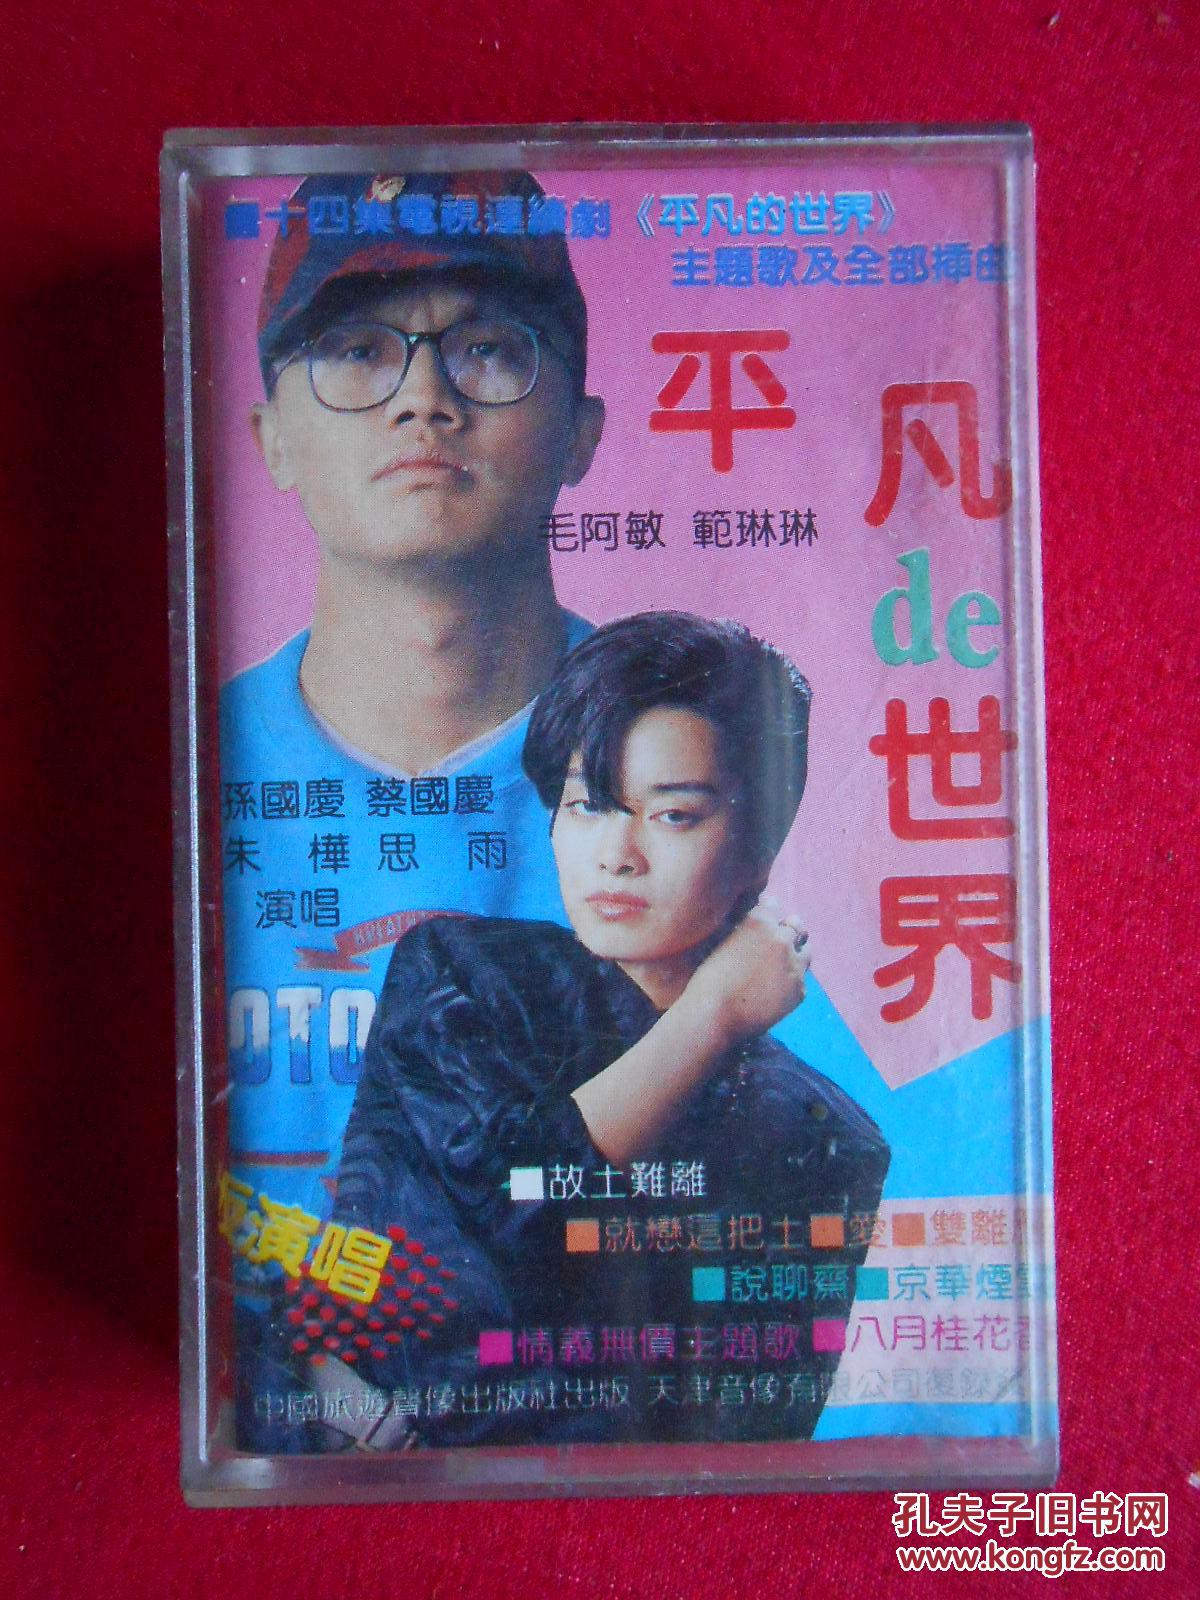 十四集電視連續劇《平凡的世界》
主題歌及全部插曲
平凡de世界
毛阿敏 範琳琳
孫國慶 蔡國慶
朱樺 思雨
演唱
OTO
演唱
■故土難離
■就戀這把土■愛■雙離
■說聊齋■京華煙
■情義無價主題歌■八月桂花香
中國旅遊聲像出版社出版 天津音像有限公司復錄
孔夫子旧书网
www.kongfz.com